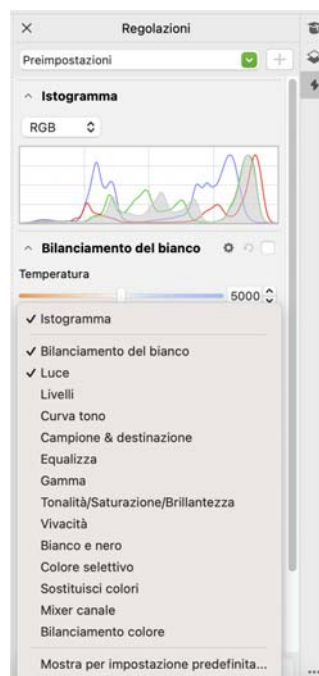 Regolazioni
Preimpostazioni
Istogramma
RGB
Bilanciamento del bianco
Temperatura
5000
Istogramma
Bilanciamento del bianco
Luce
Livelli
Curva tono
Campione & destinazione
Equalizza
Gamma
Tonalità/Saturazione/Brillantezza
Vivacità
Bianco e nero
Colore selettivo
Sostituisci colori
Mixer canale
Bilanciamento colore
Mostra per impostazione predefinita...